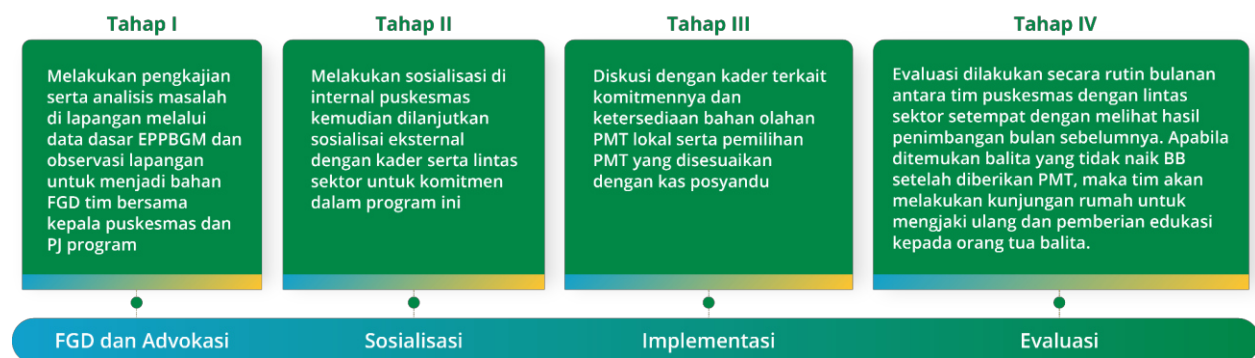 Tahap I
Melakukan pengkajian
serta analisis masalah
di lapangan melalui
data dasar EPPBGM dan
observasi lapangan
untuk menjadi bahan
FGD tim bersama
kepala puskesmas dan
PJ program
FGD dan Advokasi
Tahap II
Melakukan sosialisasi di
internal puskesmas
kemudian dilanjutkan
sosialisai eksternal
dengan kader serta lintas
sektor untuk komitmen
dalam program ini
Sosialisasi
Tahap III
Diskusi dengan kader terkait
komitmennya dan
ketersediaan bahan olahan
PMT lokal serta pemilihan
PMT yang disesuaikan
dengan kas posyandu
Implementasi
Tahap IV
Evaluasi dilakukan secara rutin bulanan
antara tim puskesmas dengan lintas
sektor setempat dengan melihat hasil
penimbangan bulan sebelumnya. Apabila
ditemukan balita yang tidak naik BB
setelah diberikan PMT, maka tim akan
melakukan kunjungan rumah untuk
mengjaki ulang dan pemberian edukasi
kepada orang tua balita.
Evaluasi